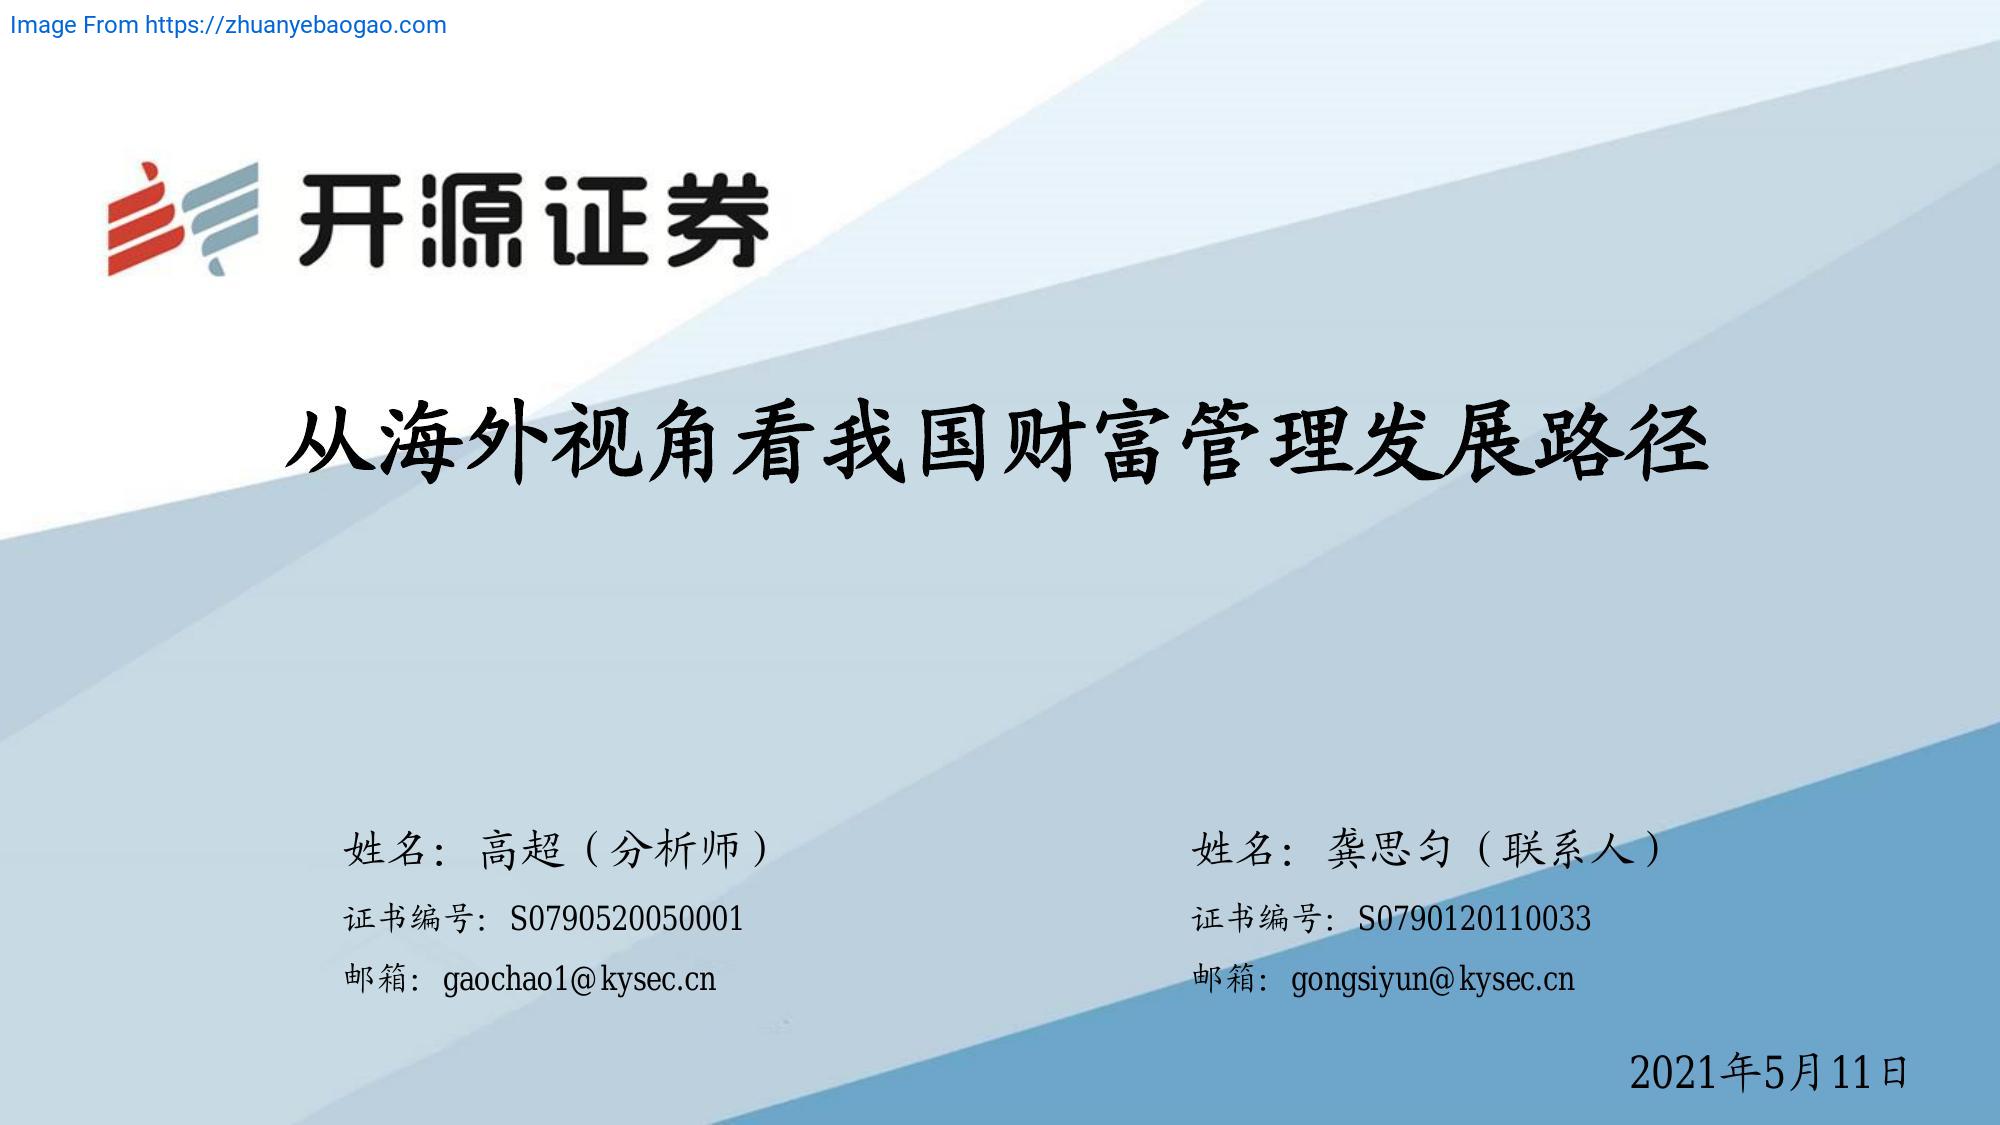 Image From https://zhuanyebaogao.com
开源证券
从海外视角看我国财富管理发展路径
姓名：高超（分析师）
证书编号：S0790520050001
邮箱：gaochao1@kysec.cn
姓名：龚思匀（联系人）
证书编号：S0790120110033
邮箱：gongsiyun@kysec.cn
2021年5月11日